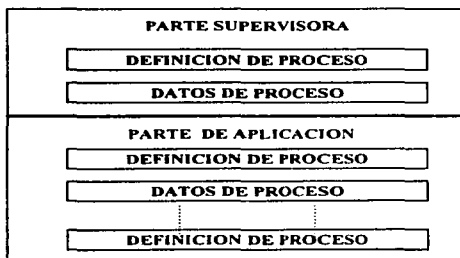 PARTE SUPERVISORA
DEFINICION DE PROCESO
DATOS DE PROCESO
PARTE DE APLICACION
DEFINICION DE PROCESO
DATOS DE PROCESO
DEFINICION DE PROCESO